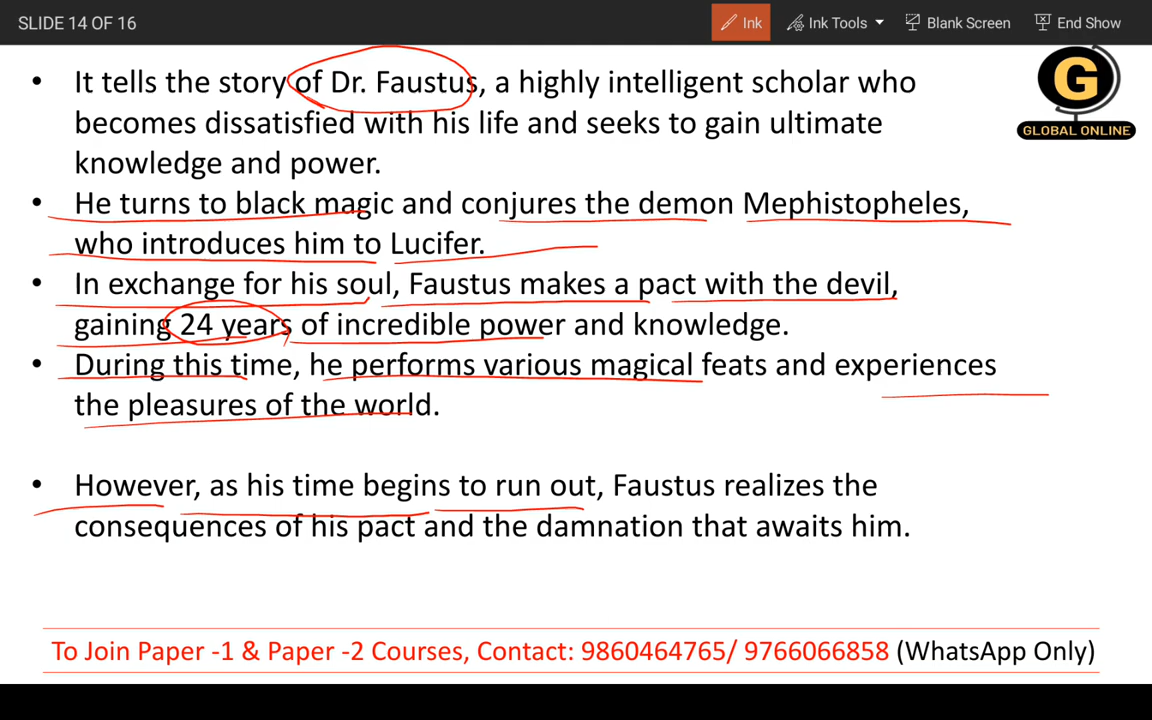 SLIDE 14 OF 16
Ink
Ink Tools
Blank Screen
End Show
• It tells the story of Dr. Faustus, a highly intelligent scholar who
becomes dissatisfied with his life and seeks to gain ultimate
knowledge and power.
• He turns to black magic and conjures the demon Mephistopheles,
who introduces him to Lucifer.
• In exchange for his soul, Faustus makes a pact with the devil,
gaining 24 years of incredible power and knowledge.
• During this time, he performs various magical feats and experiences
the pleasures of the world.
• However, as his time begins to run out, Faustus realizes the
consequences of his pact and the damnation that awaits him.
G
GLOBAL ONLINE
To Join Paper -1 & Paper -2 Courses, Contact: 9860464765/ 9766066858 (WhatsApp Only)